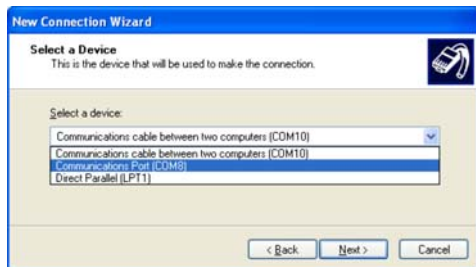 New Connection Wizard
Select a Device
This is the device that will be used to make the connection.
Select a device:
Communications cable between two computers (COM10)
Communications cable between two computers (COM10)
Communications Port (COM8)
Direct Parallel (LPT1)
< Back
Next >
Cancel